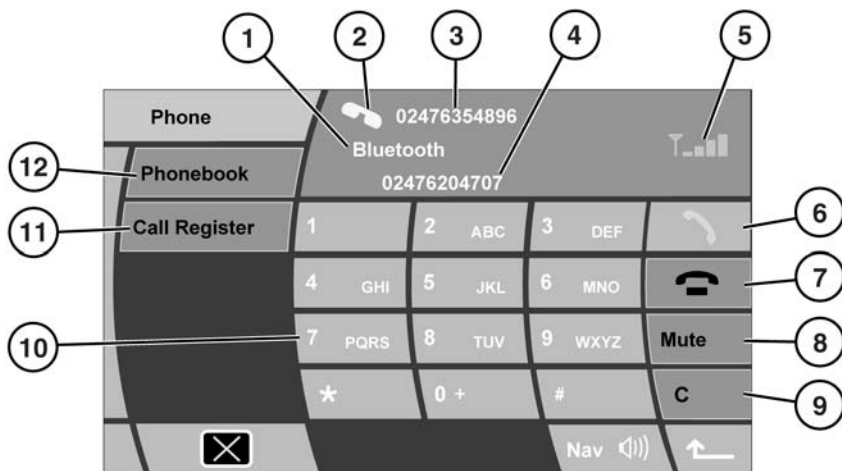 1 2 3 4 5
Phone
02476354896
Bluetooth
02476204707
12 Phonebook
11 Call Register
1 2 ABC 3 DEF 6
4 GHI 5 JKL 6 MNO 7
10 7 PQRS 8 TUV 9 WXYZ Mute 8
* 0 + # C 9
Nav